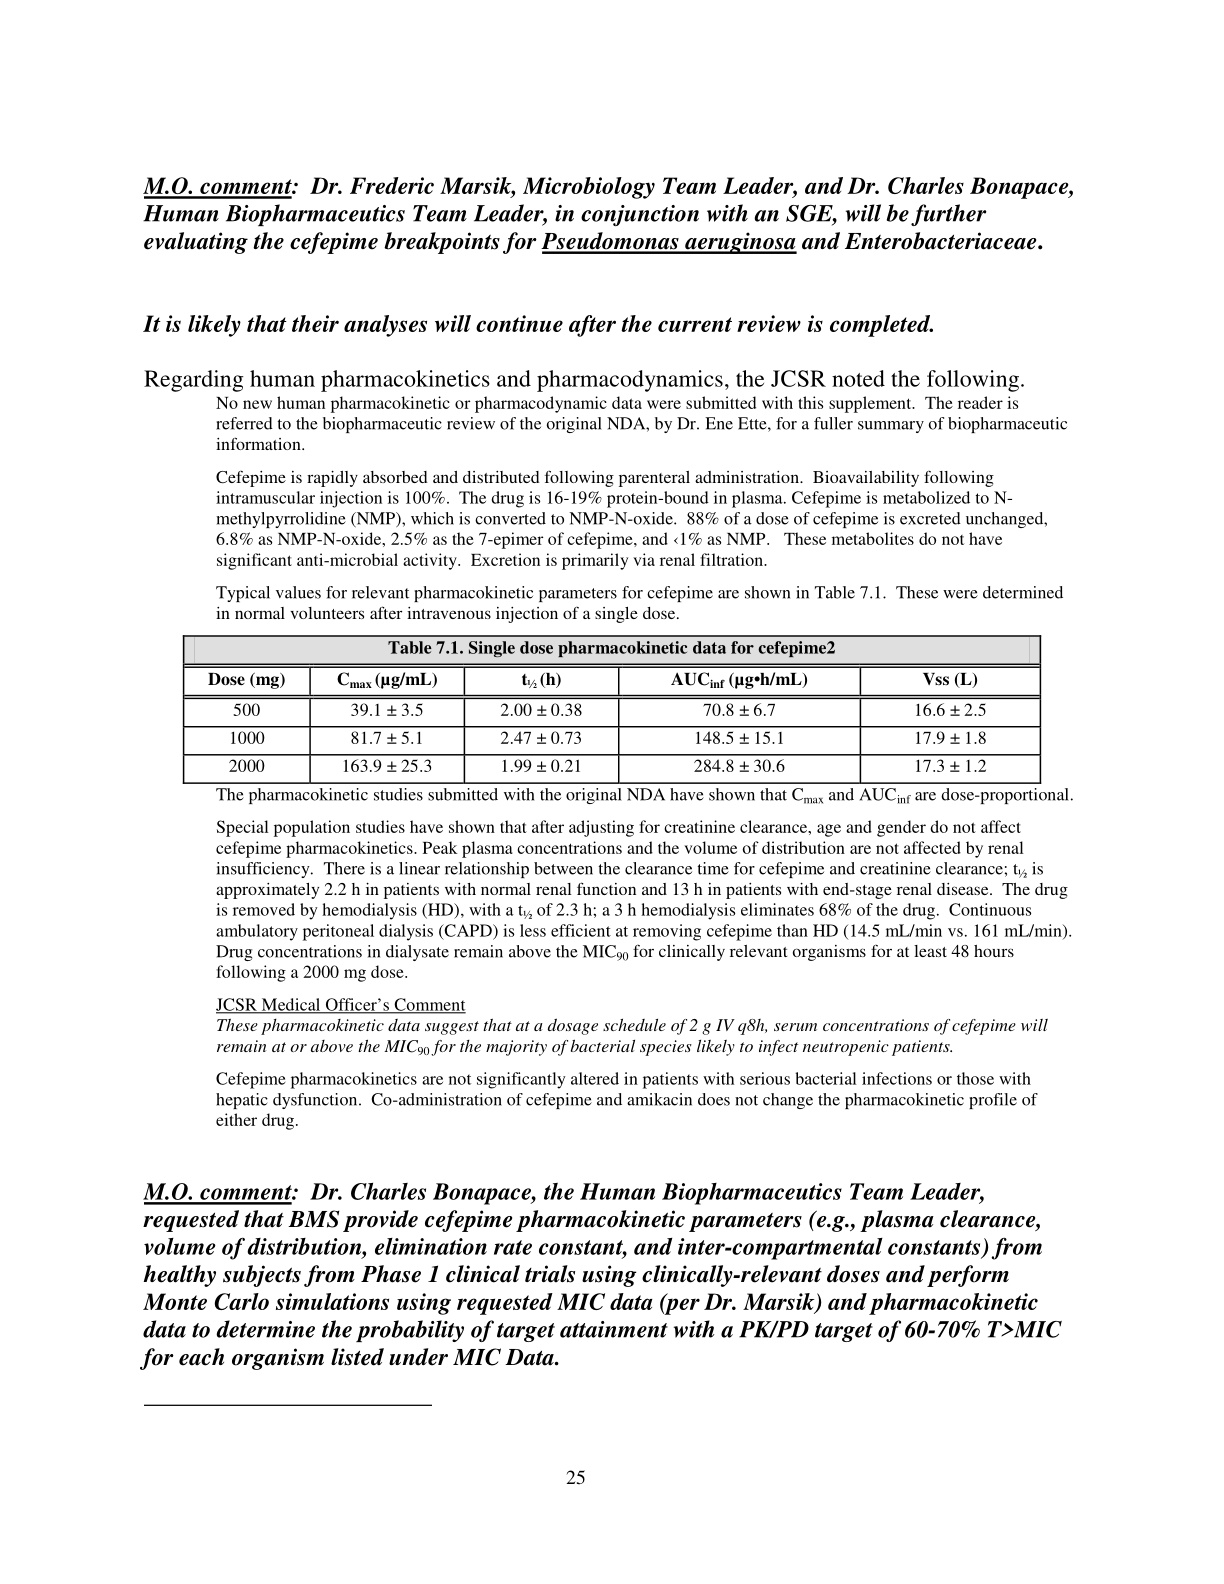 M.O. comment: Dr. Frederic Marsik, Microbiology Team Leader, and Dr. Charles Bonapace,
Human Biopharmaceutics Team Leader, in conjunction with an SGE, will be further
evaluating the cefepime breakpoints for Pseudomonas aeruginosa and Enterobacteriaceae.
It is likely that their analyses will continue after the current review is completed.
Regarding human pharmacokinetics and pharmacodynamics, the JCSR noted the following.
No new human pharmacokinetic or pharmacodynamic data were submitted with this supplement. The reader is
referred to the biopharmaceutic review of the original NDA, by Dr. Ene Ette, for a fuller summary of biopharmaceutic
information.
Cefepime is rapidly absorbed and distributed following parenteral administration. Bioavailability following
intramuscular injection is 100%. The drug is 16-19% protein-bound in plasma. Cefepime is metabolized to N-
methylpyrrolidine (NMP), which is converted to NMP-N-oxide. 88% of a dose of cefepime is excreted unchanged,
6.8% as NMP-N-oxide, 2.5% as the 7-epimer of cefepime, and <1% as NMP. These metabolites do not have
significant anti-microbial activity. Excretion is primarily via renal filtration.
Typical values for relevant pharmacokinetic parameters for cefepime are shown in Table 7.1. These were determined
in normal volunteers after intravenous injection of a single dose.
Table 7.1. Single dose pharmacokinetic data for cefepime2
Dose (mg) Cmax (µg/mL) t½ (h) AUCinf (µg•h/mL) Vss (L)
500 39.1 ± 3.5 2.00 ± 0.38 70.8 ± 6.7 16.6 ± 2.5
1000 81.7 ± 5.1 2.47 ± 0.73 148.5 ± 15.1 17.9 ± 1.8
2000 163.9 ± 25.3 1.99 ± 0.21 284.8 ± 30.6 17.3 ± 1.2
The pharmacokinetic studies submitted with the original NDA have shown that Cmax and AUCinf are dose-proportional.
Special population studies have shown that after adjusting for creatinine clearance, age and gender do not affect
cefepime pharmacokinetics. Peak plasma concentrations and the volume of distribution are not affected by renal
insufficiency. There is a linear relationship between the clearance time for cefepime and creatinine clearance; t½ is
approximately 2.2 h in patients with normal renal function and 13 h in patients with end-stage renal disease. The drug
is removed by hemodialysis (HD), with a t½ of 2.3 h; a 3 h hemodialysis eliminates 68% of the drug. Continuous
ambulatory peritoneal dialysis (CAPD) is less efficient at removing cefepime than HD (14.5 mL/min vs. 161 mL/min).
Drug concentrations in dialysate remain above the MIC90 for clinically relevant organisms for at least 48 hours
following a 2000 mg dose.
JCSR Medical Officer's Comment
These pharmacokinetic data suggest that at a dosage schedule of 2 g IV q8h, serum concentrations of cefepime will
remain at or above the MIC90 for the majority of bacterial species likely to infect neutropenic patients.
Cefepime pharmacokinetics are not significantly altered in patients with serious bacterial infections or those with
hepatic dysfunction. Co-administration of cefepime and amikacin does not change the pharmacokinetic profile of
either drug.
M.O. comment: Dr. Charles Bonapace, the Human Biopharmaceutics Team Leader,
requested that BMS provide cefepime pharmacokinetic parameters (e.g., plasma clearance,
volume of distribution, elimination rate constant, and inter-compartmental constants) from
healthy subjects from Phase 1 clinical trials using clinically-relevant doses and perform
Monte Carlo simulations using requested MIC data (per Dr. Marsik) and pharmacokinetic
data to determine the probability of target attainment with a PK/PD target of 60-70% T>MIC
for each organism listed under MIC Data.
25